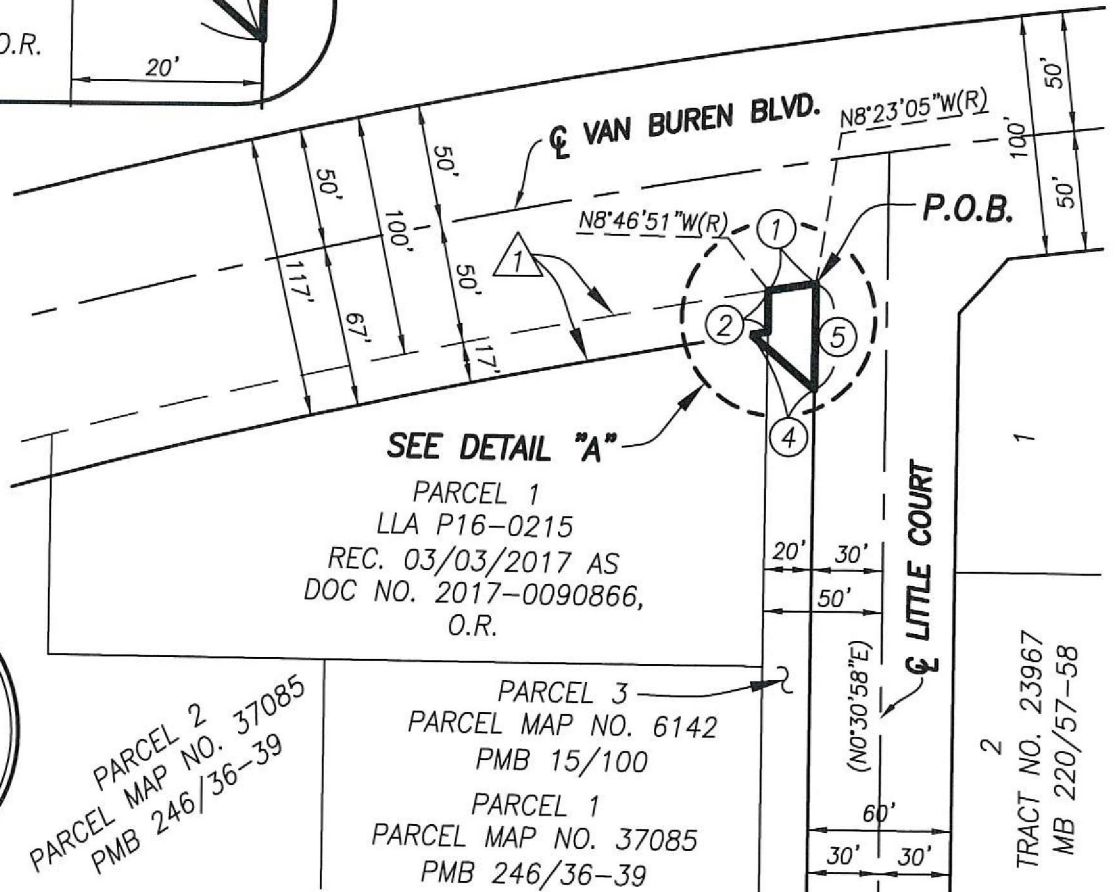 O.R.
20'
℄ VAN BUREN BLVD.
N8°23'05"W(R)
50'
100'
50'
50'
50'
100'
N8°46'51"W(R)
1
P.O.B.
1
50'
117'
67'
17'
2
5
4
SEE DETAIL "A"
PARCEL 1
LLA P16-0215
REC. 03/03/2017 AS
DOC NO. 2017-0090866,
O.R.
20'
30'
50'
℄ LITTLE COURT
(N0°30'58"E)
1
PARCEL 2
PARCEL MAP NO. 37085
PMB 246/36-39
PARCEL 3
PARCEL MAP NO. 6142
PMB 15/100
PARCEL 1
PARCEL MAP NO. 37085
PMB 246/36-39
60'
30'
30'
2
TRACT NO. 23967
MB 220/57-58